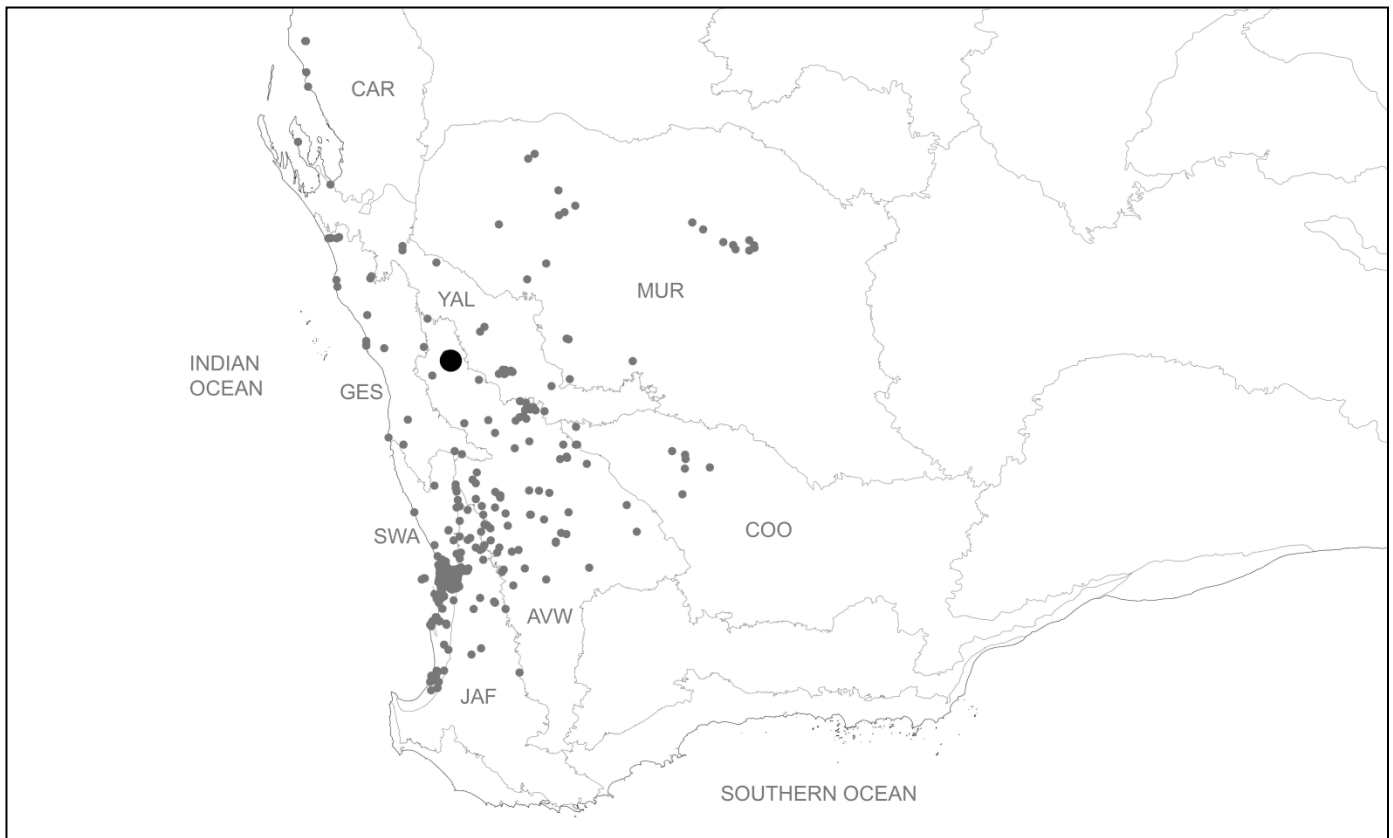 CAR
YAL
MUR
INDIAN
OCEAN
GES
SWA
COO
AVW
JAF
SOUTHERN OCEAN